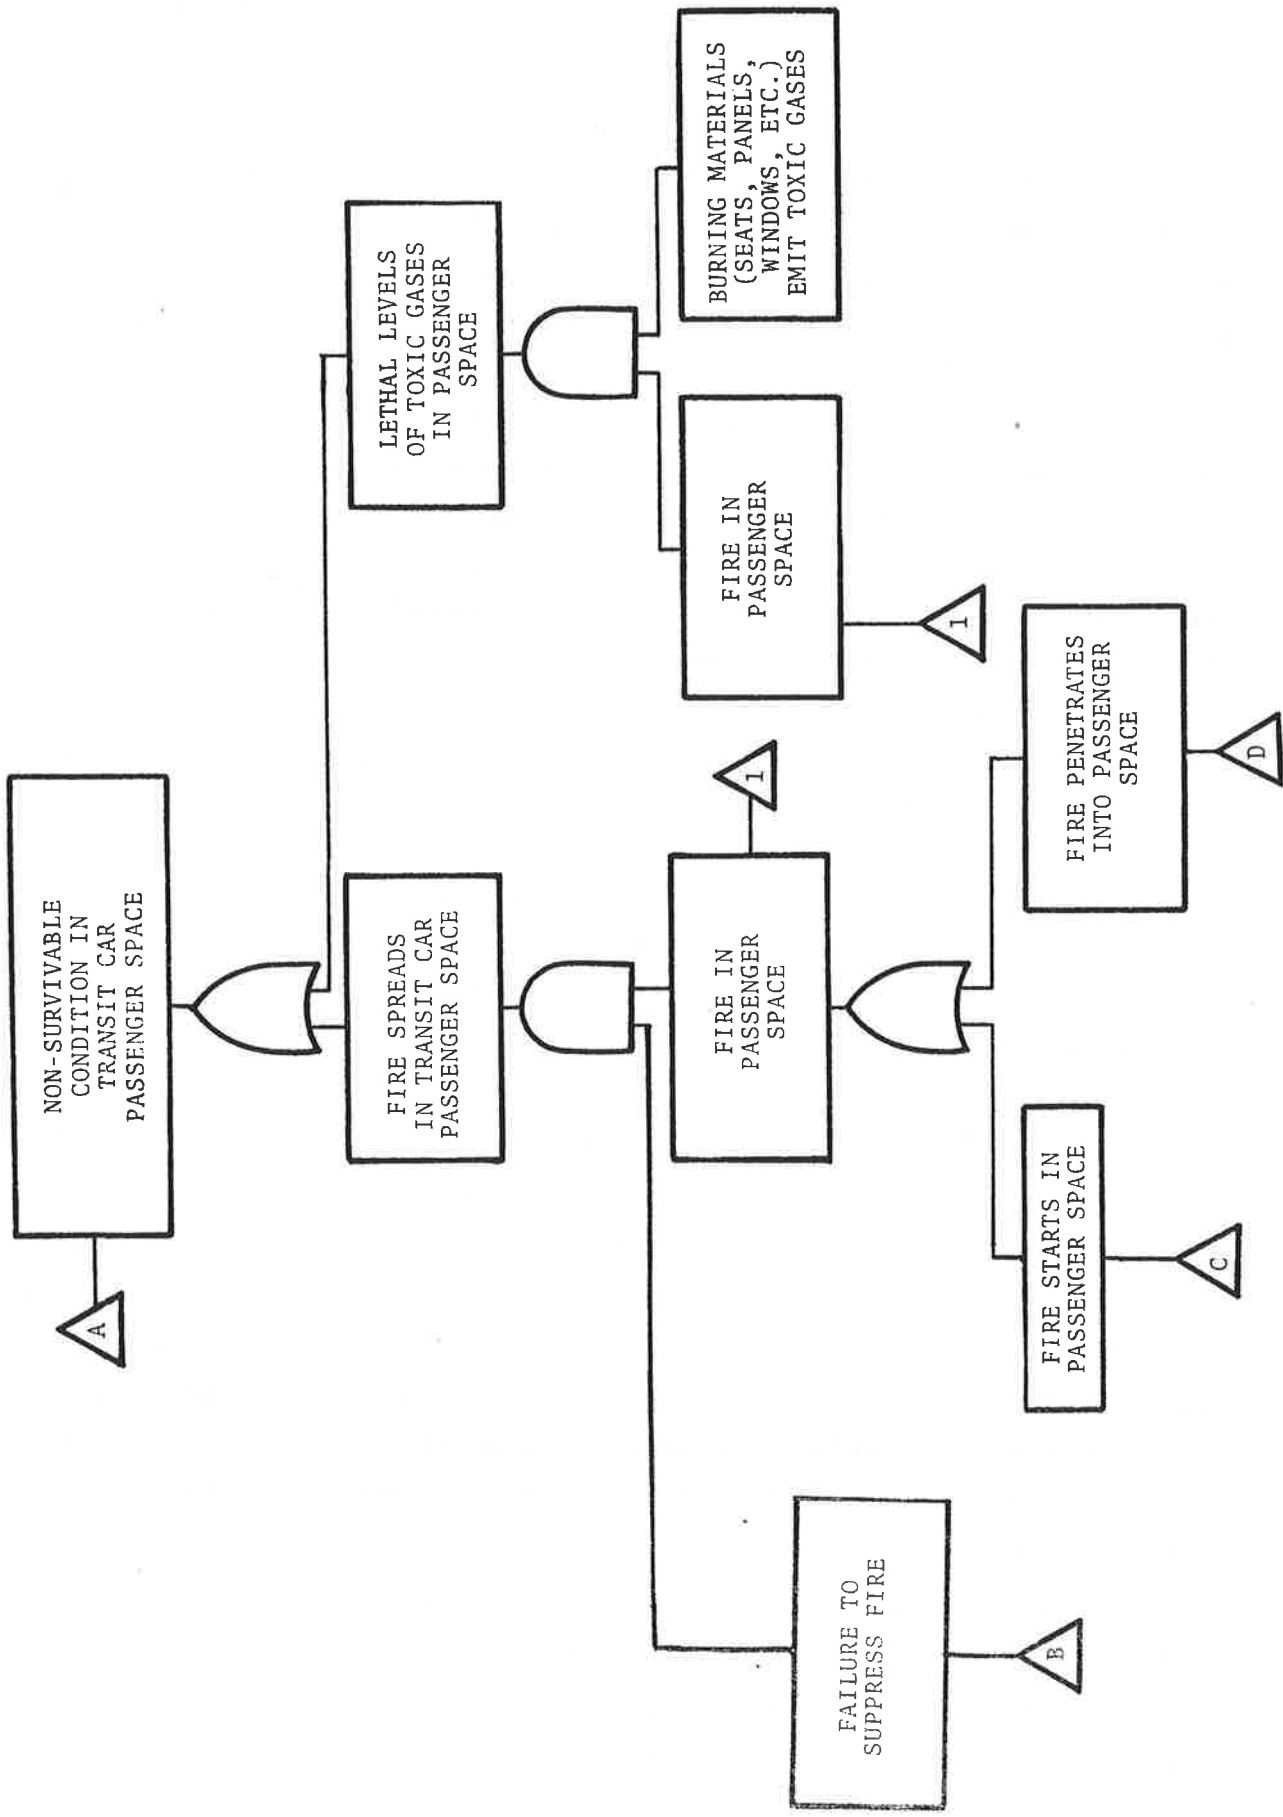 NON-SURVIVABLE
CONDITION IN
TRANSIT CAR
PASSENGER SPACE
A
FIRE SPREADS
IN TRANSIT CAR
PASSENGER SPACE
LETHAL LEVELS
OF TOXIC GASES
IN PASSENGER
SPACE
FAILURE TO
SUPPRESS FIRE
B
FIRE IN
PASSENGER
SPACE
1
FIRE IN
PASSENGER
SPACE
1
BURNING MATERIALS
(SEATS, PANELS,
WINDOWS, ETC.)
EMIT TOXIC GASES
FIRE STARTS IN
PASSENGER SPACE
C
FIRE PENETRATES
INTO PASSENGER
SPACE
D